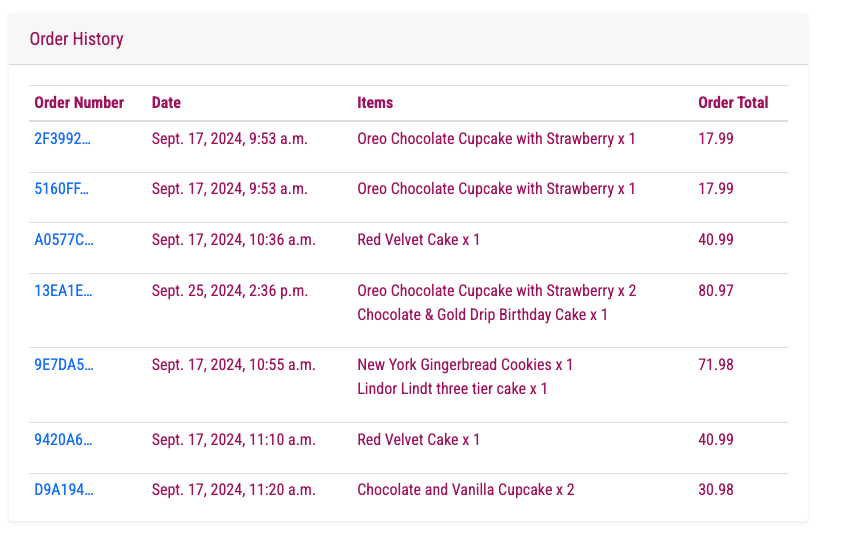 Order History
Order Number Date Items Order Total
2F3992... Sept. 17, 2024, 9:53 a.m. Oreo Chocolate Cupcake with Strawberry x 1 17.99
5160FF... Sept. 17, 2024, 9:53 a.m. Oreo Chocolate Cupcake with Strawberry x 1 17.99
A0577C... Sept. 17, 2024, 10:36 a.m. Red Velvet Cake x 1 40.99
13EA1E... Sept. 25, 2024, 2:36 p.m. Oreo Chocolate Cupcake with Strawberry x 2 80.97
Chocolate & Gold Drip Birthday Cake x 1
9E7DA5... Sept. 17, 2024, 10:55 a.m. New York Gingerbread Cookies x 1 71.98
Lindor Lindt three tier cake x 1
9420A6... Sept. 17, 2024, 11:10 a.m. Red Velvet Cake x 1 40.99
D9A194... Sept. 17, 2024, 11:20 a.m. Chocolate and Vanilla Cupcake x 2 30.98